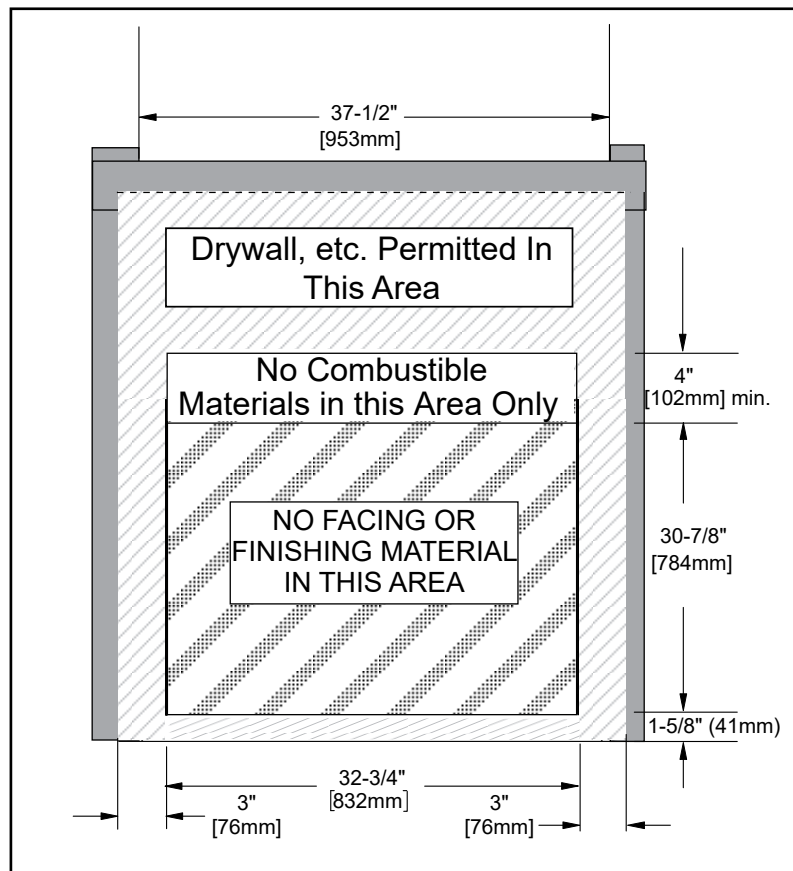 37-1/2"
[953mm]
Drywall, etc. Permitted In
This Area
No Combustible
Materials in this Area Only
4"
[102mm] min.
NO FACING OR
FINISHING MATERIAL
IN THIS AREA
30-7/8"
[784mm]
1-5/8" (41mm)
32-3/4"
[832mm]
3"
[76mm]
3"
[76mm]